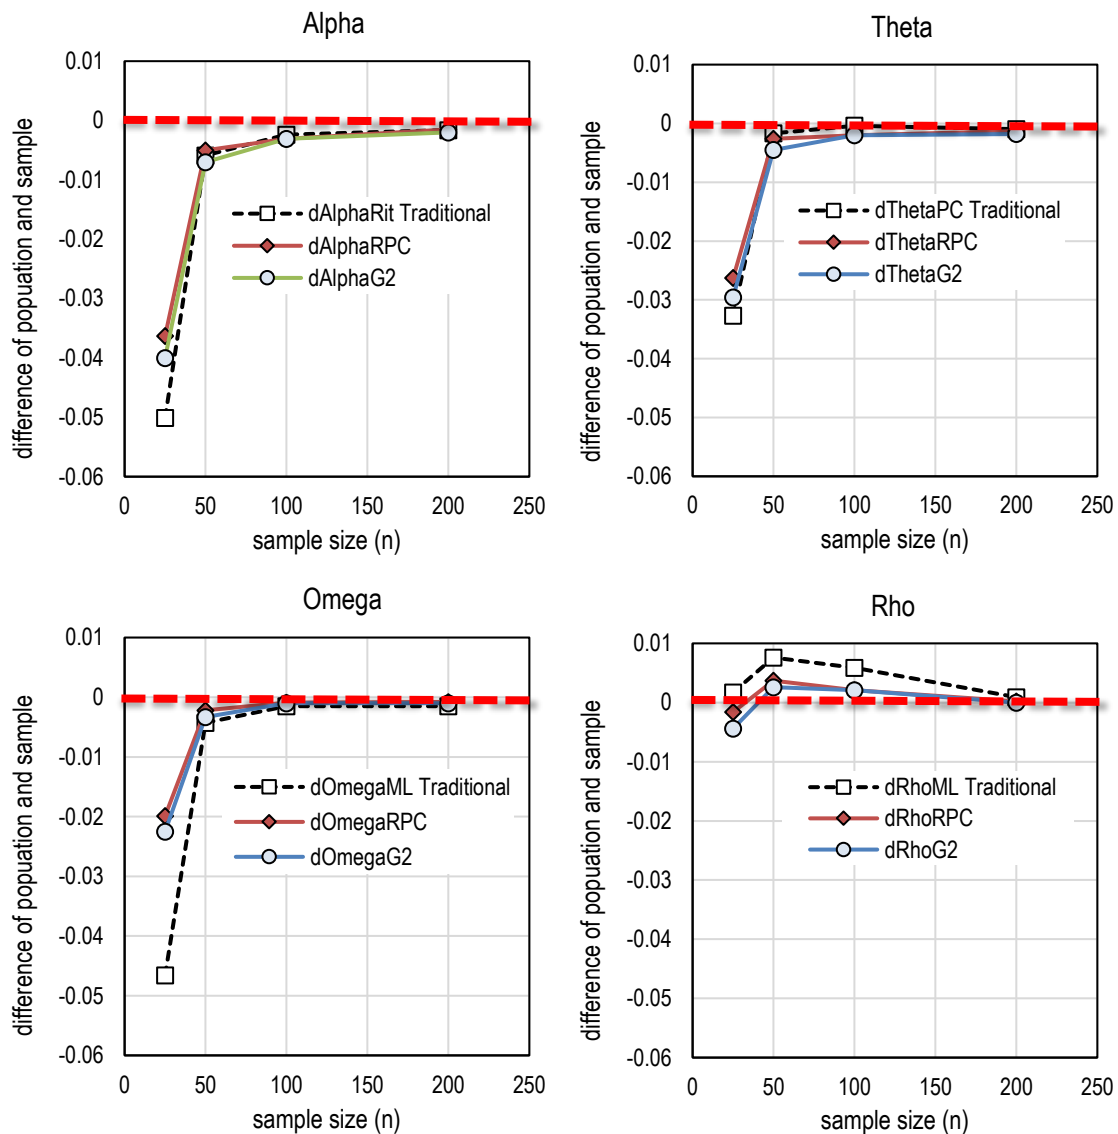 Alpha
0.01
0
-0.01
-0.02
-0.03
-0.04
-0.05
-0.06
difference of popuation and sample
dAlphaRit Traditional
dAlphaRPC
dAlphaG2
0 50 100 150 200 250
sample size (n)
Theta
0.01
0
-0.01
-0.02
-0.03
-0.04
-0.05
-0.06
difference of popuation and sample
dThetaPC Traditional
dThetaRPC
dThetaG2
0 50 100 150 200 250
sample size (n)
Omega
0.01
0
-0.01
-0.02
-0.03
-0.04
-0.05
-0.06
difference of popuation and sample
dOmegaML Traditional
dOmegaRPC
dOmegaG2
0 50 100 150 200 250
sample size (n)
Rho
0.01
0
-0.01
-0.02
-0.03
-0.04
-0.05
-0.06
difference of popuation and sample
dRhoML Traditional
dRhoRPC
dRhoG2
0 50 100 150 200 250
sample size (n)